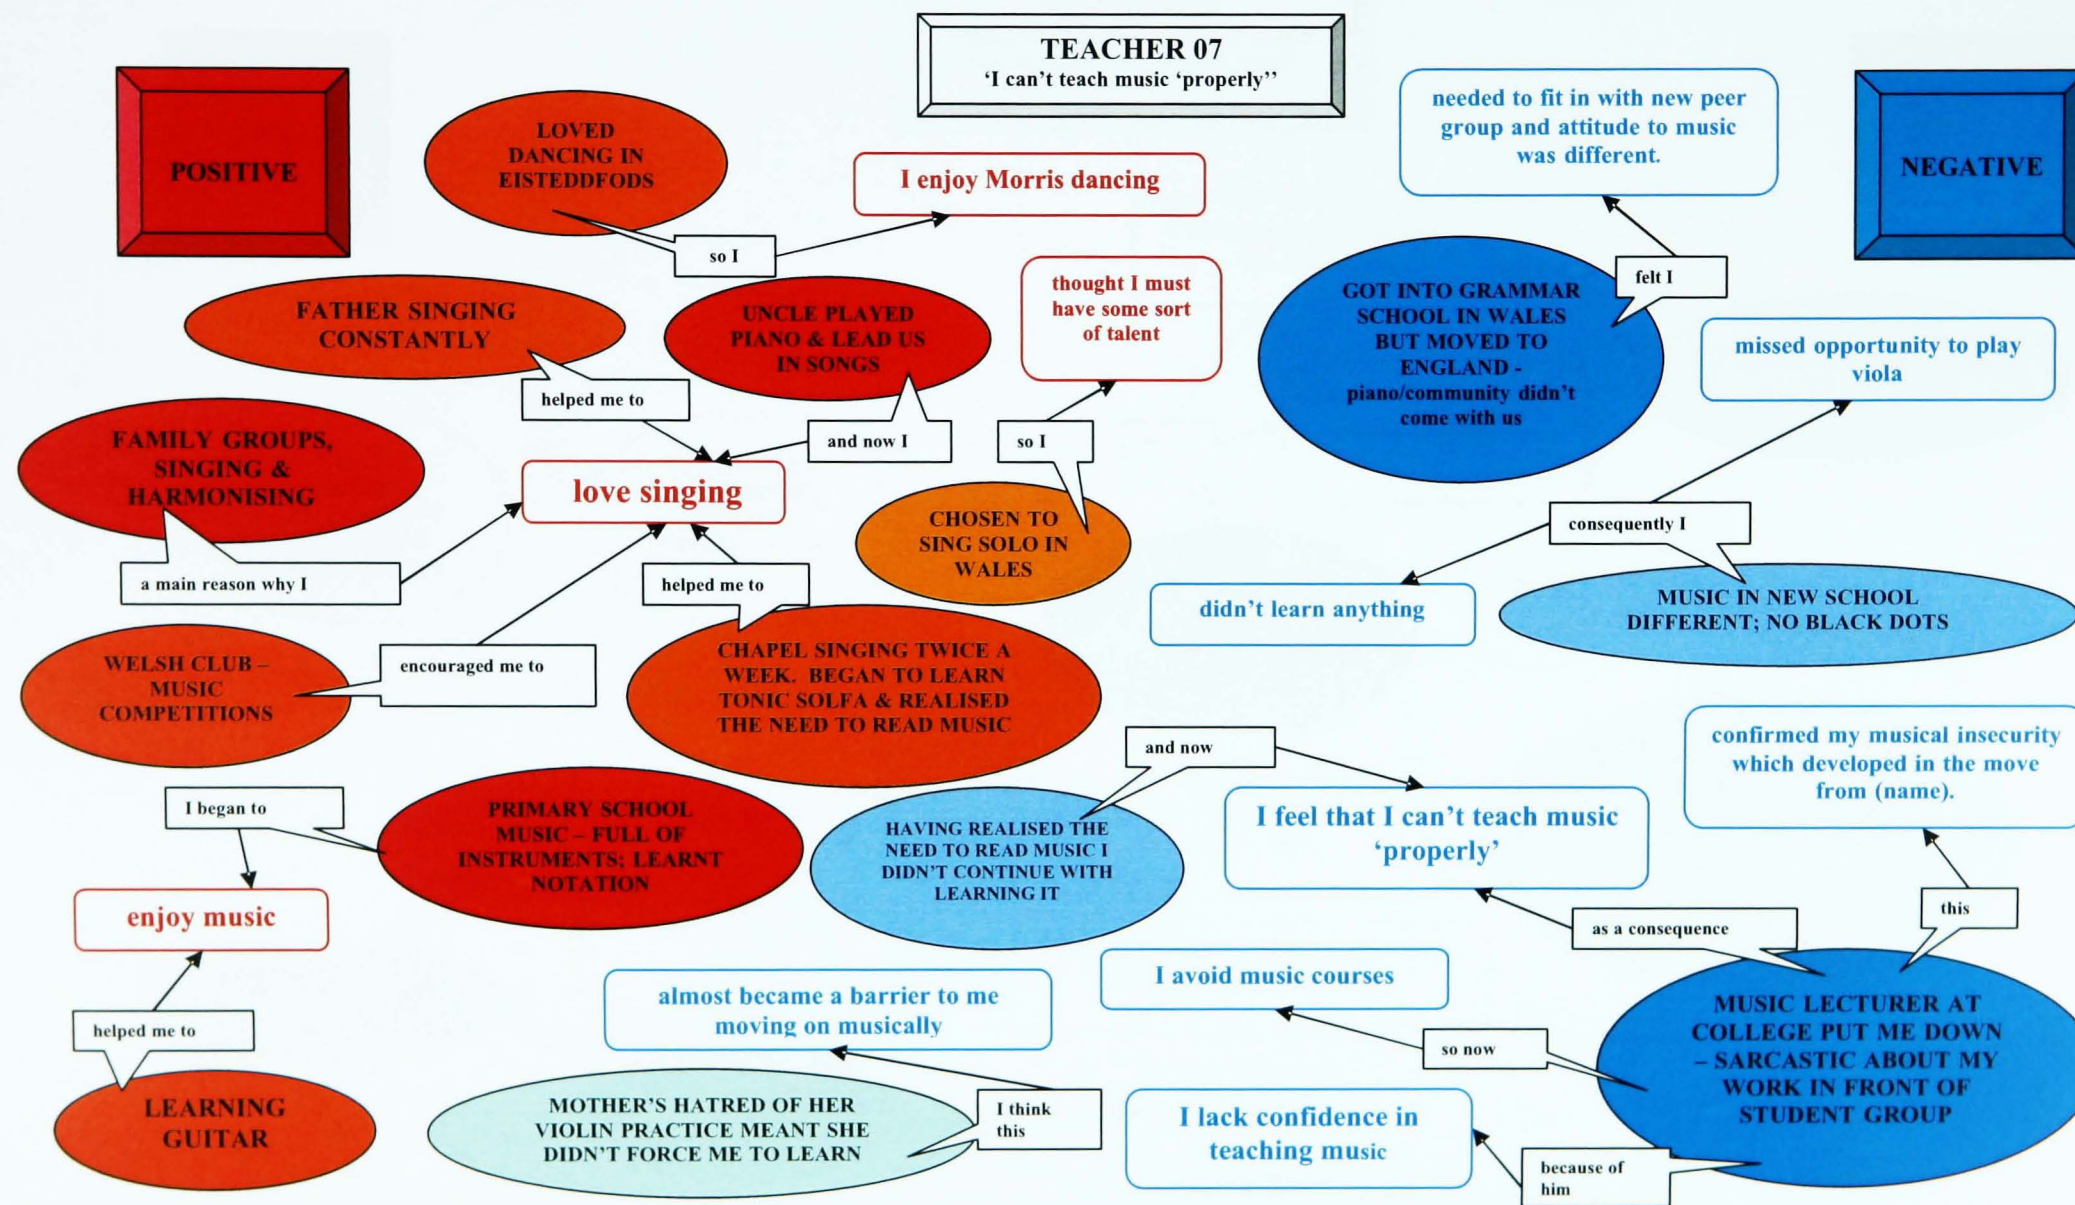 TEACHER 07
‘I can’t teach music ‘properly’’
POSITIVE
NEGATIVE
LOVED
DANCING IN
EISTEDDFODS
so I
I enjoy Morris dancing
needed to fit in with new peer
group and attitude to music
was different.
felt I
GOT INTO GRAMMAR
SCHOOL IN WALES
BUT MOVED TO
ENGLAND -
piano/community didn’t
come with us
FATHER SINGING
CONSTANTLY
helped me to
UNCLE PLAYED
PIANO & LEAD US
IN SONGS
and now I
thought I must
have some sort
of talent
so I
CHOSEN TO
SING SOLO IN
WALES
missed opportunity to play
viola
FAMILY GROUPS,
SINGING &
HARMONISING
a main reason why I
love singing
consequently I
didn’t learn anything
MUSIC IN NEW SCHOOL
DIFFERENT; NO BLACK DOTS
WELSH CLUB –
MUSIC
COMPETITIONS
encouraged me to
helped me to
CHAPEL SINGING TWICE A
WEEK. BEGAN TO LEARN
TONIC SOLFA & REALISED
THE NEED TO READ MUSIC
and now
confirmed my musical insecurity
which developed in the move
from (name).
I began to
PRIMARY SCHOOL
MUSIC – FULL OF
INSTRUMENTS; LEARNT
NOTATION
HAVING REALISED THE
NEED TO READ MUSIC I
DIDN’T CONTINUE WITH
LEARNING IT
I feel that I can’t teach music
‘properly’
enjoy music
as a consequence
this
helped me to
LEARNING
GUITAR
almost became a barrier to me
moving on musically
I avoid music courses
so now
MUSIC LECTURER AT
COLLEGE PUT ME DOWN
– SARCASTIC ABOUT MY
WORK IN FRONT OF
STUDENT GROUP
MOTHER’S HATRED OF HER
VIOLIN PRACTICE MEANT SHE
DIDN’T FORCE ME TO LEARN
I think
this
I lack confidence in
teaching music
because of
him